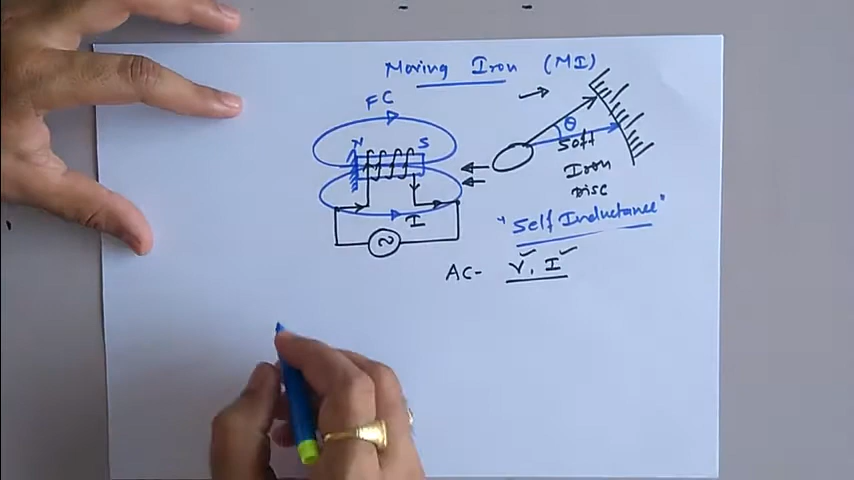 Moving Iron (MI)
FC
N S
θ
Soft
Iron
Disc
I
"Self Inductance"
AC- V, I